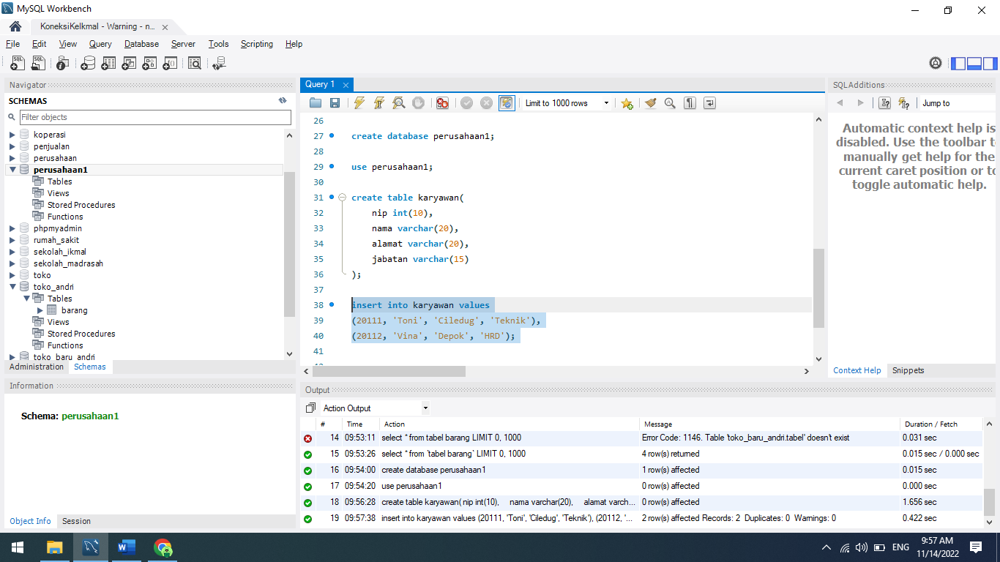 MySQL Workbench
KoneksiKelkmal - Warning - n...
File Edit View Query Database Server Tools Scripting Help
Navigator
SCHEMAS
Filter objects
koperasi
penjualan
perusahaan
perusahaan1
Tables
Views
Stored Procedures
Functions
phpmyadmin
rumah_sakit
sekolah_ikmal
sekolah_madrasah
toko
toko_andri
Tables
barang
Views
Stored Procedures
Functions
toko_baru_andri
Administration Schemas
Information
Schema: perusahaan1
Object Info Session
Query 1
Limit to 1000 rows
26
27 create database perusahaan1;
28
29 use perusahaan1;
30
31 create table karyawan(
32 nip int(10),
33 nama varchar(20),
34 alamat varchar(20),
35 jabatan varchar(15)
36 );
37
38 insert into karyawan values
39 (20111, 'Toni', 'Ciledug', 'Teknik'),
40 (20112, 'Vina', 'Depok', 'HRD');
41
SQLAdditions
Jump to
Automatic context help is
disabled. Use the toolbar t
manually get help for the
current caret position or to
toggle automatic help.
Context Help Snippets
Output
Action Output
# Time Action Message Duration / Fetch
14 09:53:11 select * from tabel barang LIMIT 0, 1000 Error Code: 1146. Table 'toko_baru_andri.tabel' doesn't exist 0.031 sec
15 09:53:26 select * from `tabel barang` LIMIT 0, 1000 4 row(s) returned 0.015 sec / 0.000 sec
16 09:54:00 create database perusahaan1 1 row(s) affected 0.015 sec
17 09:54:20 use perusahaan1 0 row(s) affected 0.000 sec
18 09:56:28 create table karyawan( nip int(10), nama varchar(20), alamat varch... 0 row(s) affected 1.656 sec
19 09:57:38 insert into karyawan values (20111, 'Toni', 'Ciledug', 'Teknik'), (20112, '... 2 row(s) affected Records: 2 Duplicates: 0 Warnings: 0 0.422 sec
ENG
9:57 AM
11/14/2022